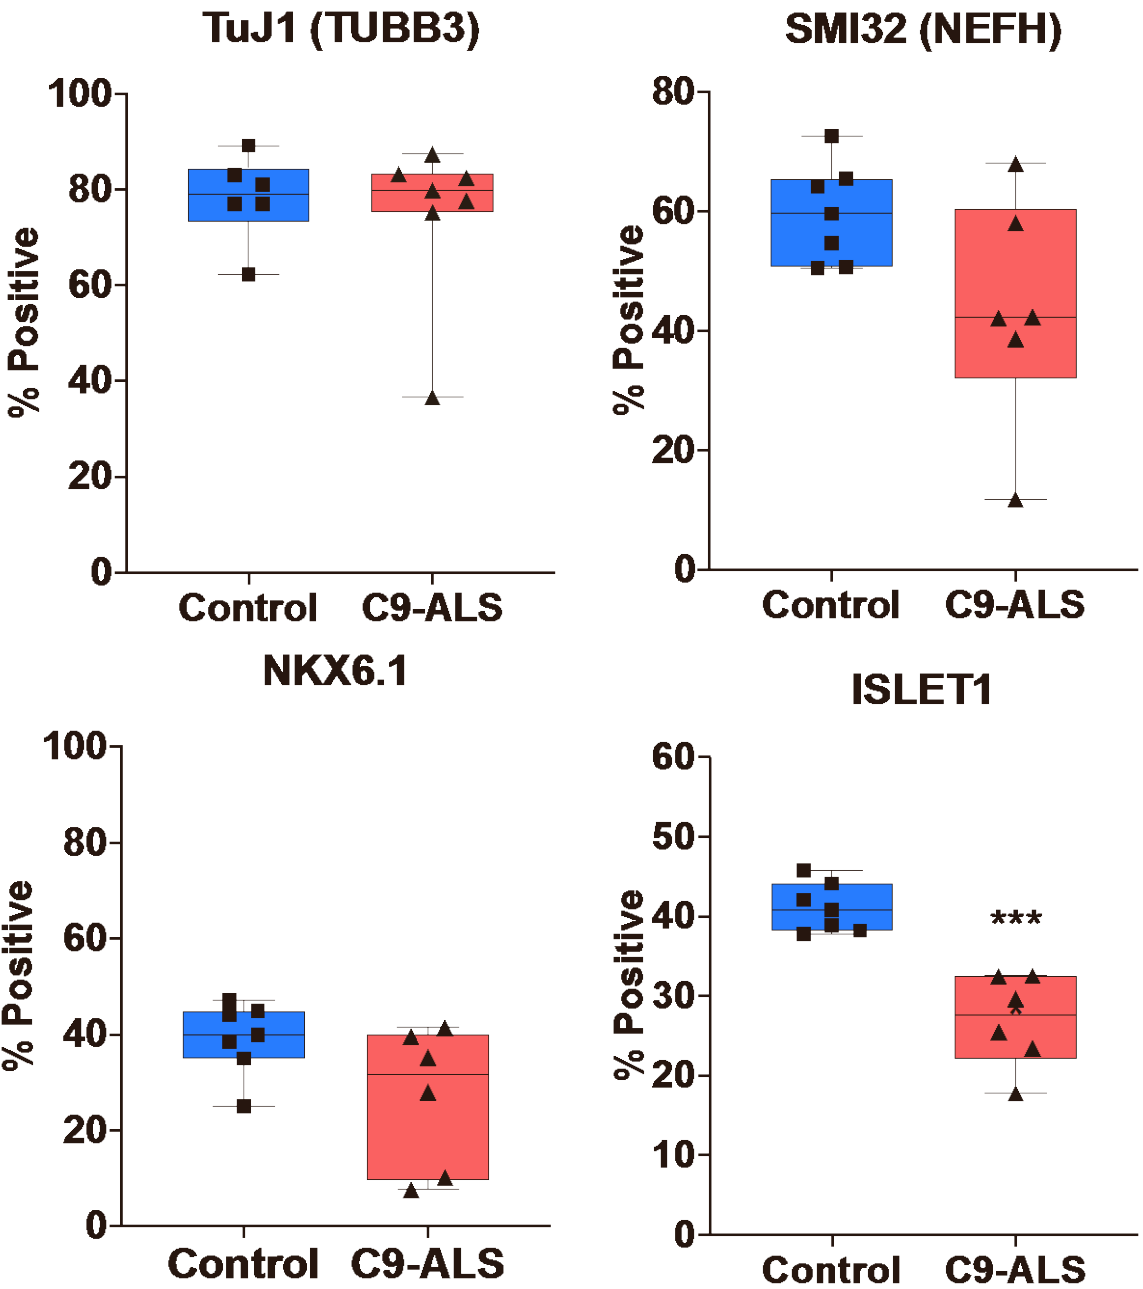 TuJ1 (TUBB3)
% Positive
100
80
60
40
20
0
Control C9-ALS
SMI32 (NEFH)
% Positive
80
60
40
20
0
Control C9-ALS
NKX6.1
% Positive
100
80
60
40
20
0
Control C9-ALS
ISLET1
% Positive
60
50
40
30
20
10
0
***
Control C9-ALS